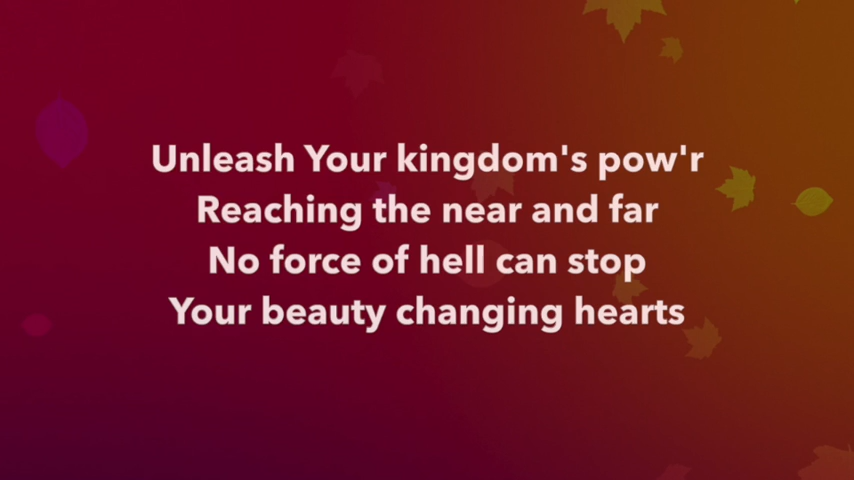 Unleash Your kingdom's pow'r
Reaching the near and far
No force of hell can stop
Your beauty changing hearts